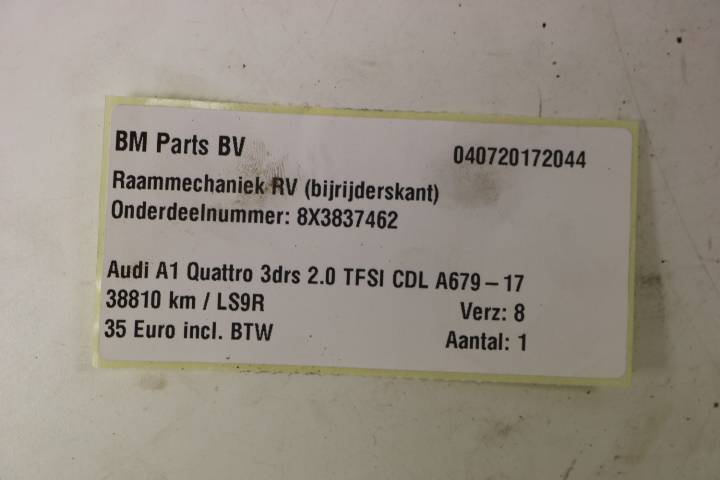 BM Parts BV 040720172044
Raammechaniek RV (bijrijderskant)
Onderdeelnummer: 8X3837462
Audi A1 Quattro 3drs 2.0 TFSI CDL A679 – 17
38810 km / LS9R Verz: 8
35 Euro incl. BTW Aantal: 1